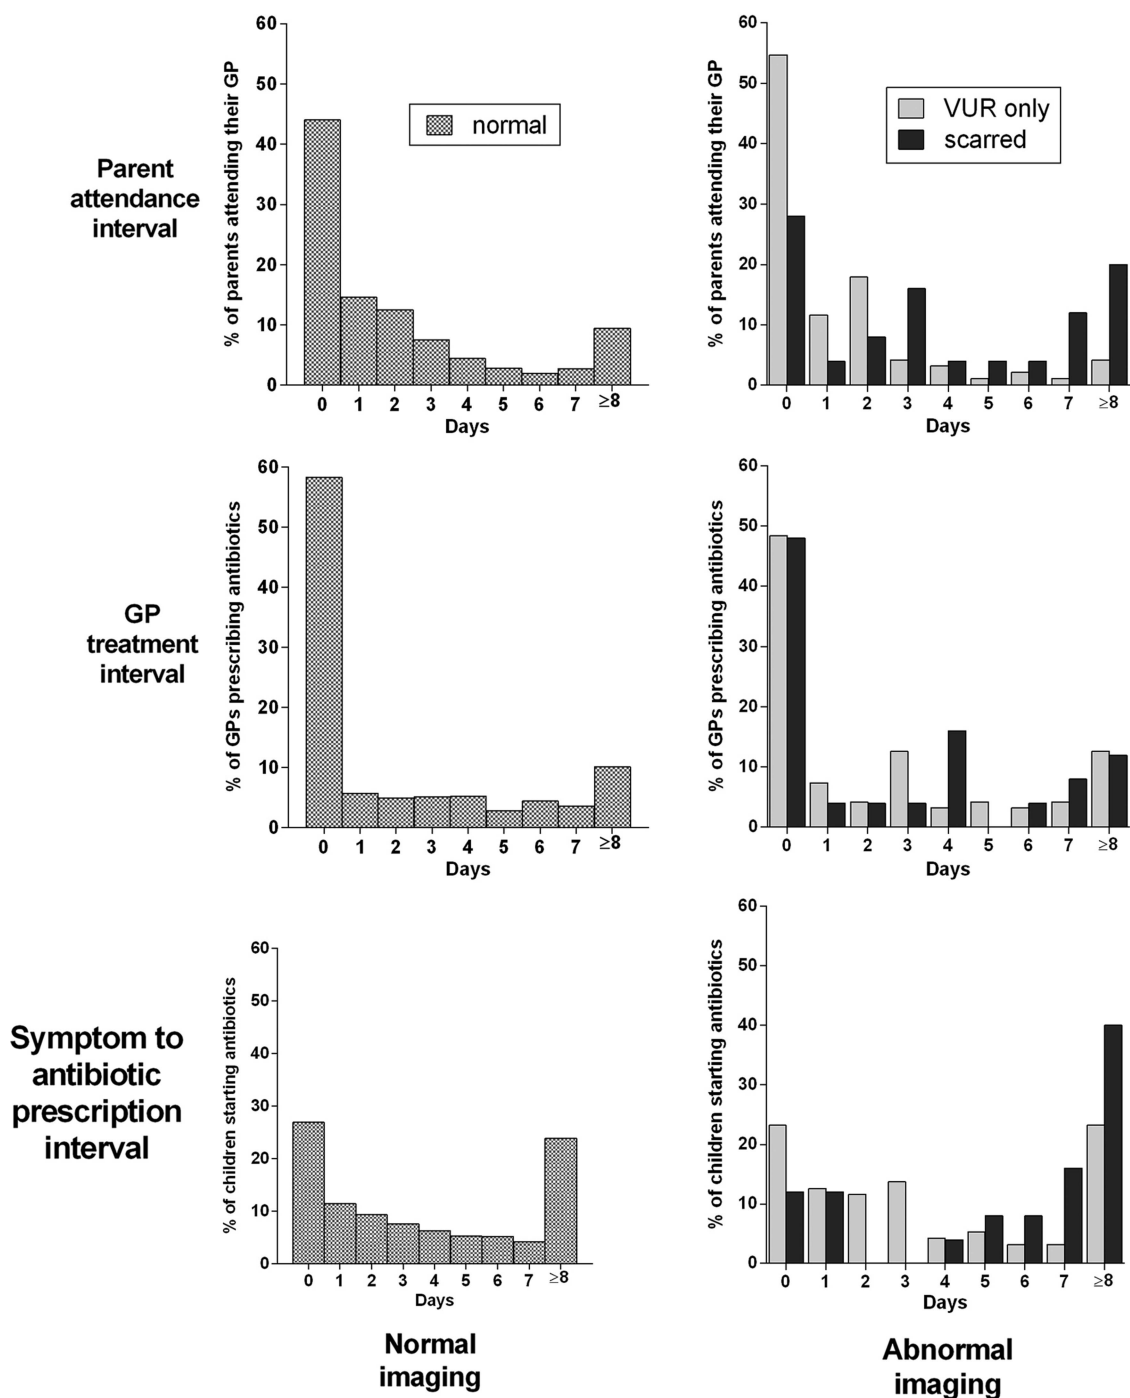 Parent
attendance
interval
% of parents attending their GP
60
50
40
30
20
10
0
normal
0 1 2 3 4 5 6 7 ≥8
Days
% of parents attending their GP
60
50
40
30
20
10
0
VUR only
scarred
0 1 2 3 4 5 6 7 ≥8
Days
GP
treatment
interval
% of GPs prescribing antibiotics
60
50
40
30
20
10
0
0 1 2 3 4 5 6 7 ≥8
Days
% of GPs prescribing antibiotics
60
50
40
30
20
10
0
0 1 2 3 4 5 6 7 ≥8
Days
Symptom to
antibiotic
prescription
interval
% of children starting antibiotics
60
50
40
30
20
10
0
0 1 2 3 4 5 6 7 ≥8
Days
% of children starting antibiotics
60
50
40
30
20
10
0
0 1 2 3 4 5 6 7 ≥8
Days
Normal
imaging
Abnormal
imaging